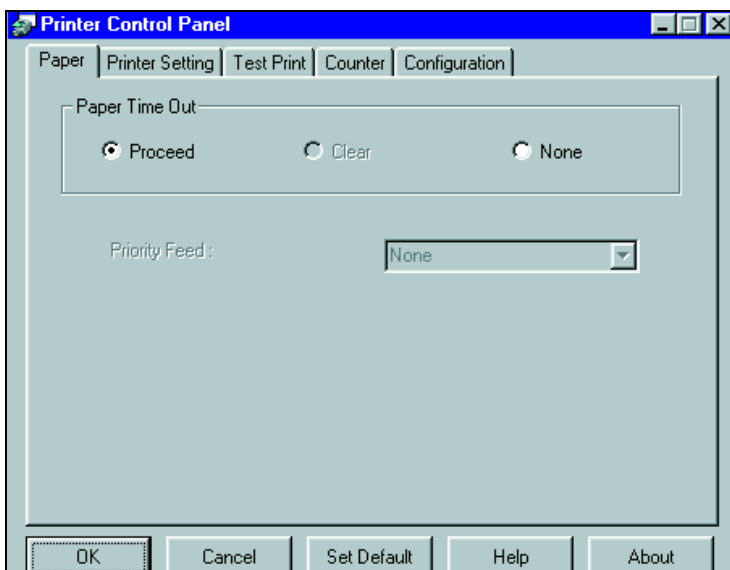 Printer Control Panel
Paper Printer Setting Test Print Counter Configuration
Paper Time Out
Proceed Clear None
Priority Feed : None
OK Cancel Set Default Help About